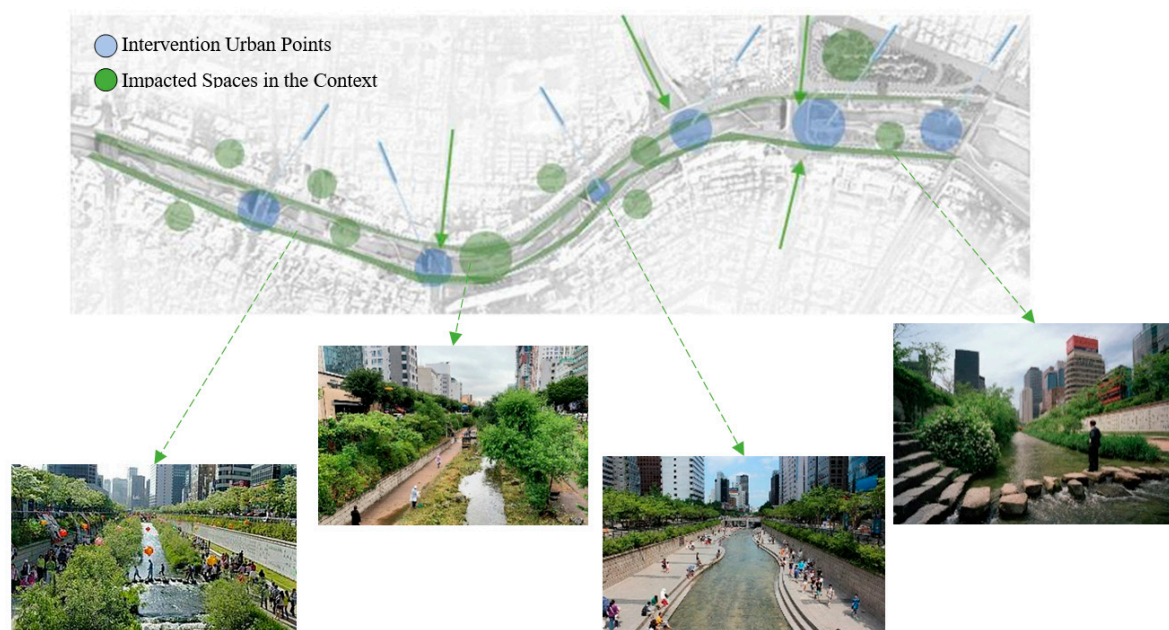 Intervention Urban Points
Impacted Spaces in the Context